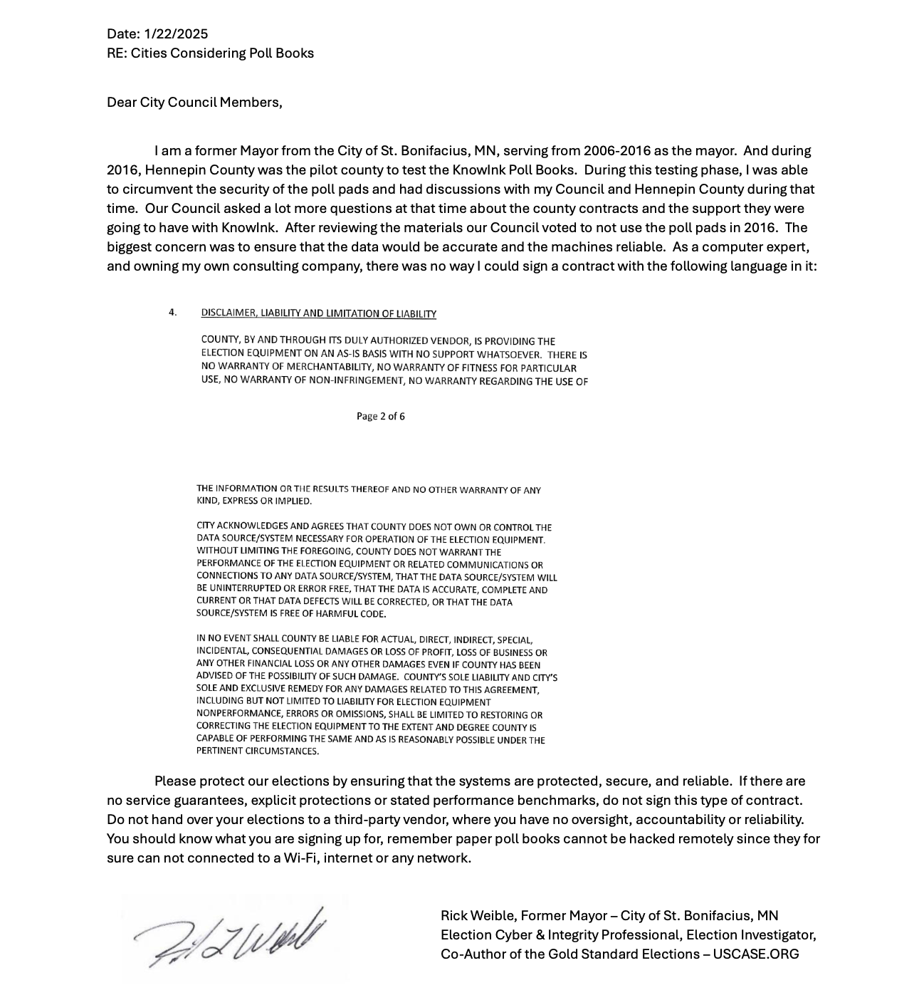 Date: 1/22/2025
RE: Cities Considering Poll Books
Dear City Council Members,
I am a former Mayor from the City of St. Bonifacius, MN, serving from 2006-2016 as the mayor. And during
2016, Hennepin County was the pilot county to test the KnowInk Poll Books. During this testing phase, I was able
to circumvent the security of the poll pads and had discussions with my Council and Hennepin County during that
time. Our Council asked a lot more questions at that time about the county contracts and the support they were
going to have with KnowInk. After reviewing the materials our Council voted to not use the poll pads in 2016. The
biggest concern was to ensure that the data would be accurate and the machines reliable. As a computer expert,
and owning my own consulting company, there was no way I could sign a contract with the following language in it:
4. DISCLAIMER, LIABILITY AND LIMITATION OF LIABILITY
COUNTY, BY AND THROUGH ITS DULY AUTHORIZED VENDOR, IS PROVIDING THE
ELECTION EQUIPMENT ON AN AS-IS BASIS WITH NO SUPPORT WHATSOEVER. THERE IS
NO WARRANTY OF MERCHANTABILITY, NO WARRANTY OF FITNESS FOR PARTICULAR
USE, NO WARRANTY OF NON-INFRINGEMENT, NO WARRANTY REGARDING THE USE OF
Page 2 of 6
THE INFORMATION OR THE RESULTS THEREOF AND NO OTHER WARRANTY OF ANY
KIND, EXPRESS OR IMPLIED.
CITY ACKNOWLEDGES AND AGREES THAT COUNTY DOES NOT OWN OR CONTROL THE
DATA SOURCE/SYSTEM NECESSARY FOR OPERATION OF THE ELECTION EQUIPMENT.
WITHOUT LIMITING THE FOREGOING, COUNTY DOES NOT WARRANT THE
PERFORMANCE OF THE ELECTION EQUIPMENT OR RELATED COMMUNICATIONS OR
CONNECTIONS TO ANY DATA SOURCE/SYSTEM, THAT THE DATA SOURCE/SYSTEM WILL
BE UNINTERRUPTED OR ERROR FREE, THAT THE DATA IS ACCURATE, COMPLETE AND
CURRENT OR THAT DATA DEFECTS WILL BE CORRECTED, OR THAT THE DATA
SOURCE/SYSTEM IS FREE OF HARMFUL CODE.
IN NO EVENT SHALL COUNTY BE LIABLE FOR ACTUAL, DIRECT, INDIRECT, SPECIAL,
INCIDENTAL, CONSEQUENTIAL DAMAGES OR LOSS OF PROFIT, LOSS OF BUSINESS OR
ANY OTHER FINANCIAL LOSS OR ANY OTHER DAMAGES EVEN IF COUNTY HAS BEEN
ADVISED OF THE POSSIBILITY OF SUCH DAMAGE. COUNTY'S SOLE LIABILITY AND CITY'S
SOLE AND EXCLUSIVE REMEDY FOR ANY DAMAGES RELATED TO THIS AGREEMENT,
INCLUDING BUT NOT LIMITED TO LIABILITY FOR ELECTION EQUIPMENT
NONPERFORMANCE, ERRORS OR OMISSIONS, SHALL BE LIMITED TO RESTORING OR
CORRECTING THE ELECTION EQUIPMENT TO THE EXTENT AND DEGREE COUNTY IS
CAPABLE OF PERFORMING THE SAME AND AS IS REASONABLY POSSIBLE UNDER THE
PERTINENT CIRCUMSTANCES.
Please protect our elections by ensuring that the systems are protected, secure, and reliable. If there are
no service guarantees, explicit protections or stated performance benchmarks, do not sign this type of contract.
Do not hand over your elections to a third-party vendor, where you have no oversight, accountability or reliability.
You should know what you are signing up for, remember paper poll books cannot be hacked remotely since they for
sure can not connected to a Wi-Fi, internet or any network.
Rick Weible, Former Mayor – City of St. Bonifacius, MN
Election Cyber & Integrity Professional, Election Investigator,
Co-Author of the Gold Standard Elections – USCASE.ORG